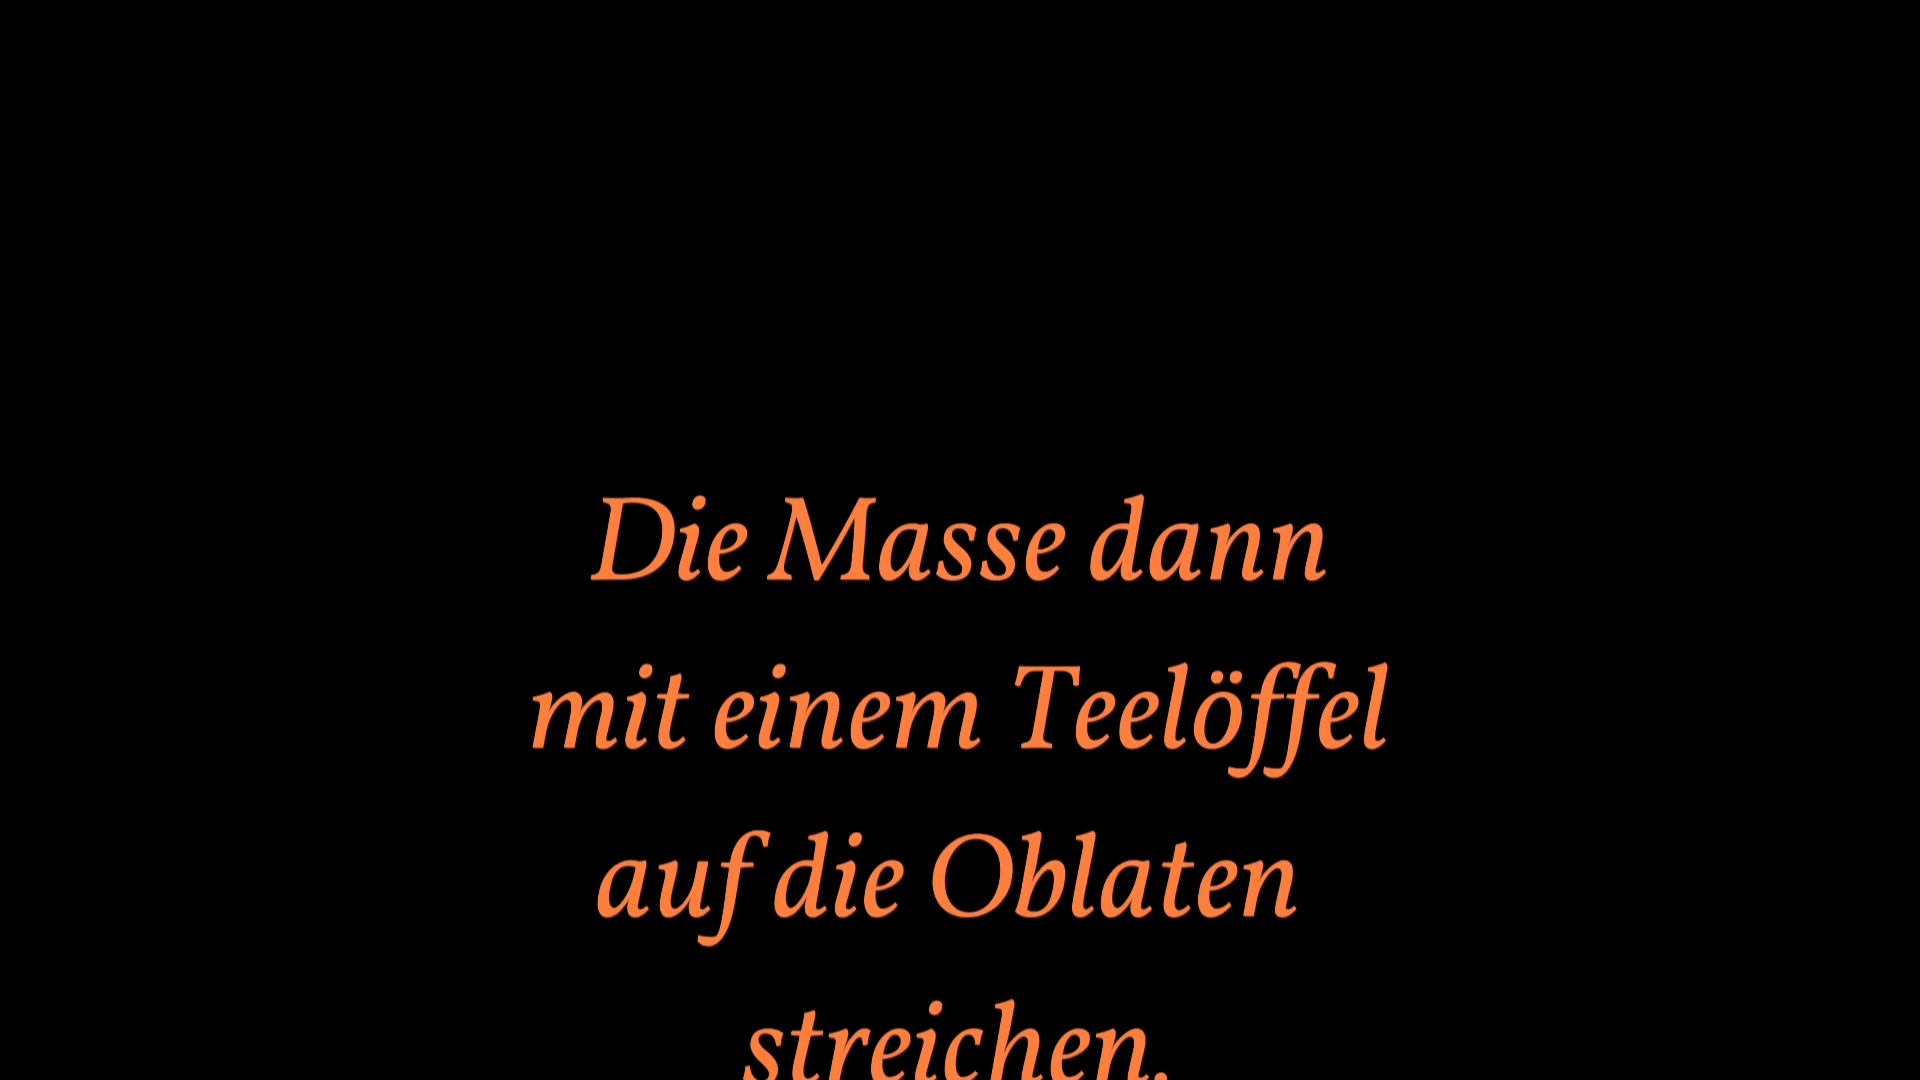 Die Masse dann
mit einem Teelöffel
auf die Oblaten
streichen.